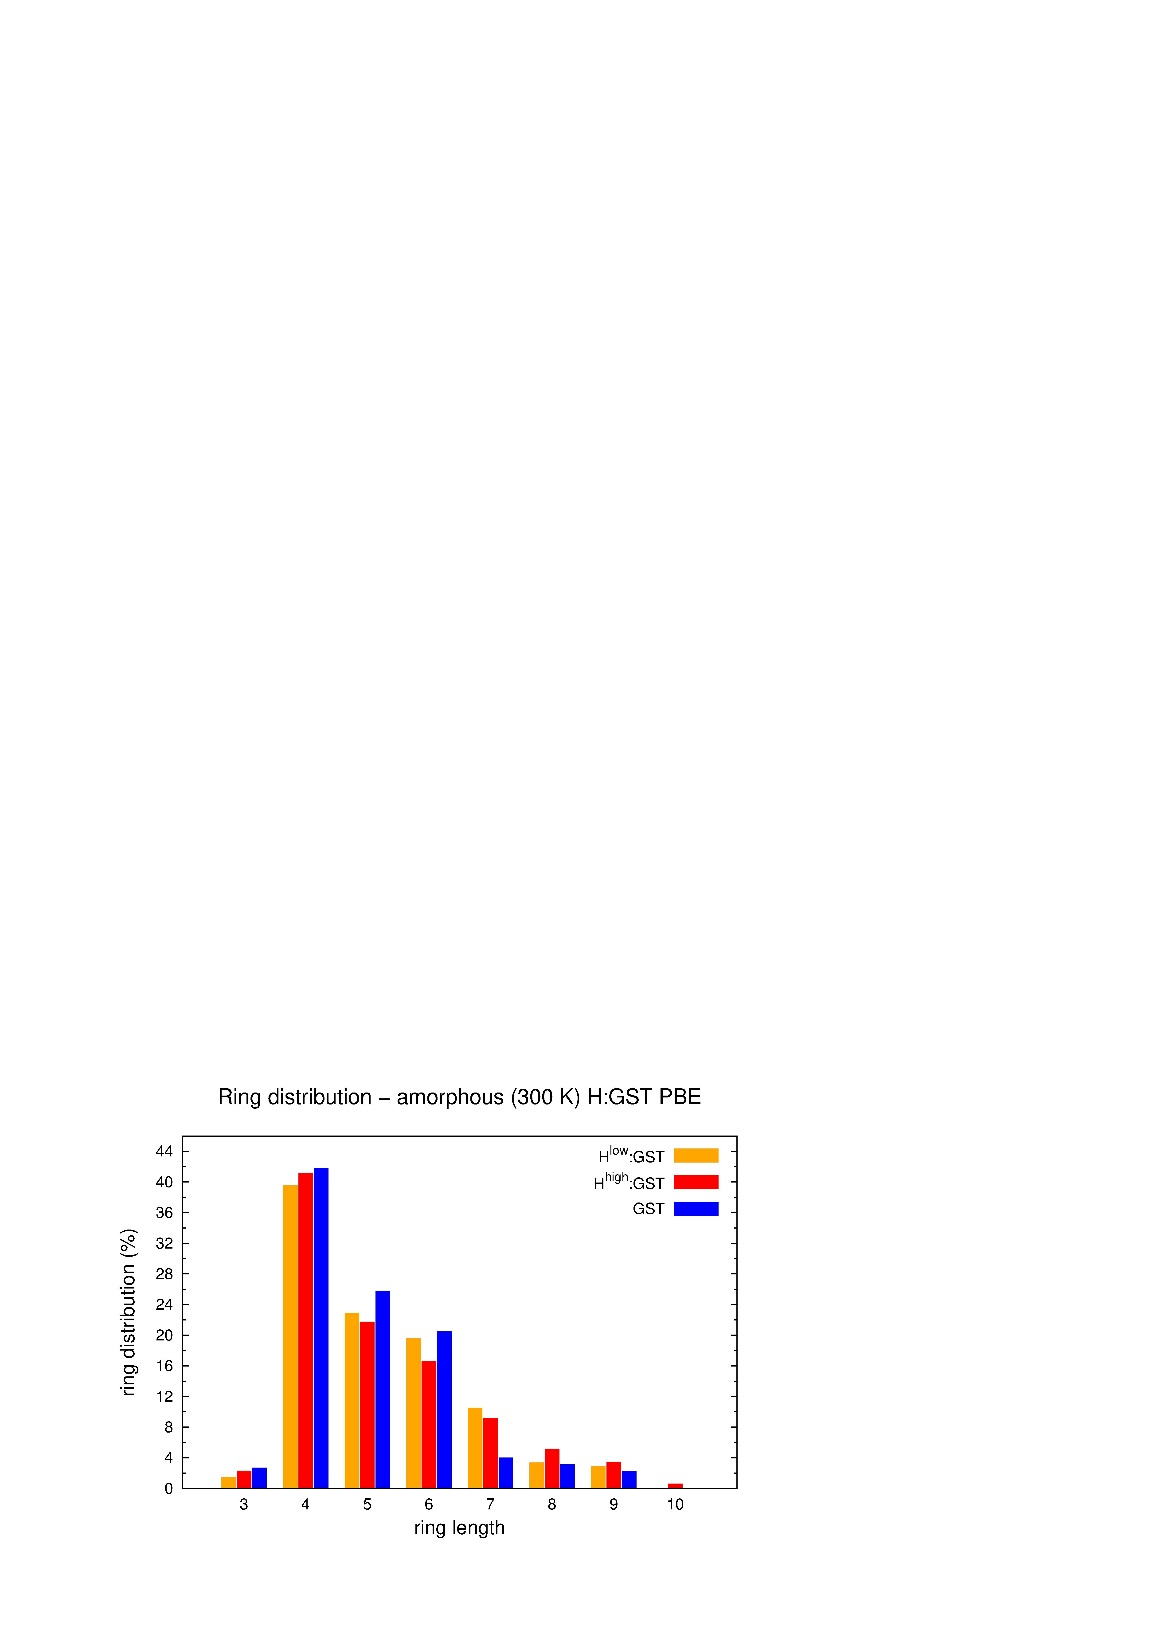 Ring distribution – amorphous (300 K) H:GST PBE
44
40
36
32
28
24
20
16
12
8
4
0
ring distribution (%)
H^low:GST
H^high:GST
GST
3 4 5 6 7 8 9 10
ring length